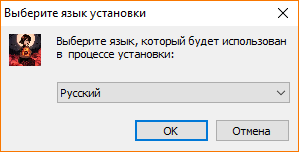 Выберите язык установки
Выберите язык, который будет использован
в процессе установки:
Русский
OK
Отмена